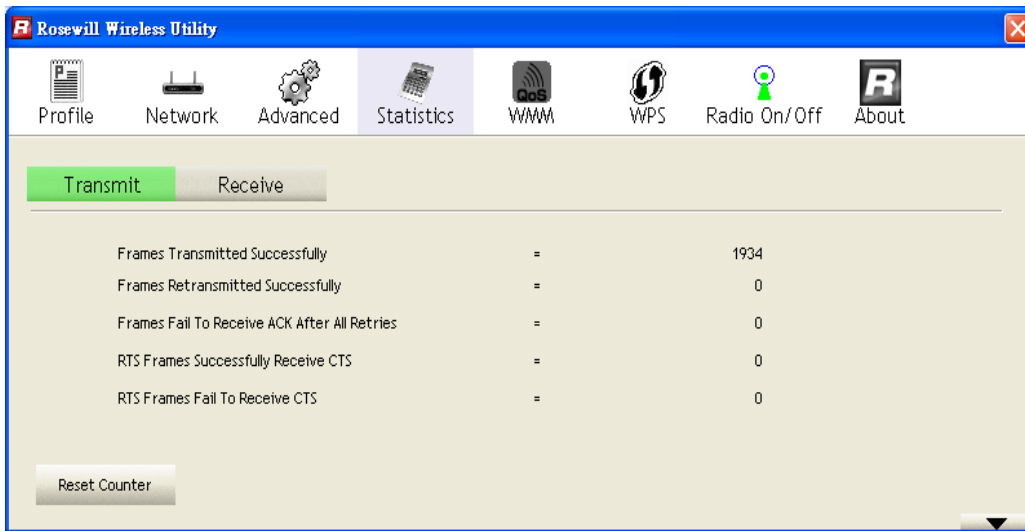 R Rosewill Wireless Utility
Profile Network Advanced Statistics QoS WMM WPS Radio On/Off R About
Transmit Receive
Frames Transmitted Successfully = 1934
Frames Retransmitted Successfully = 0
Frames Fail To Receive ACK After All Retries = 0
RTS Frames Successfully Receive CTS = 0
RTS Frames Fail To Receive CTS = 0
Reset Counter